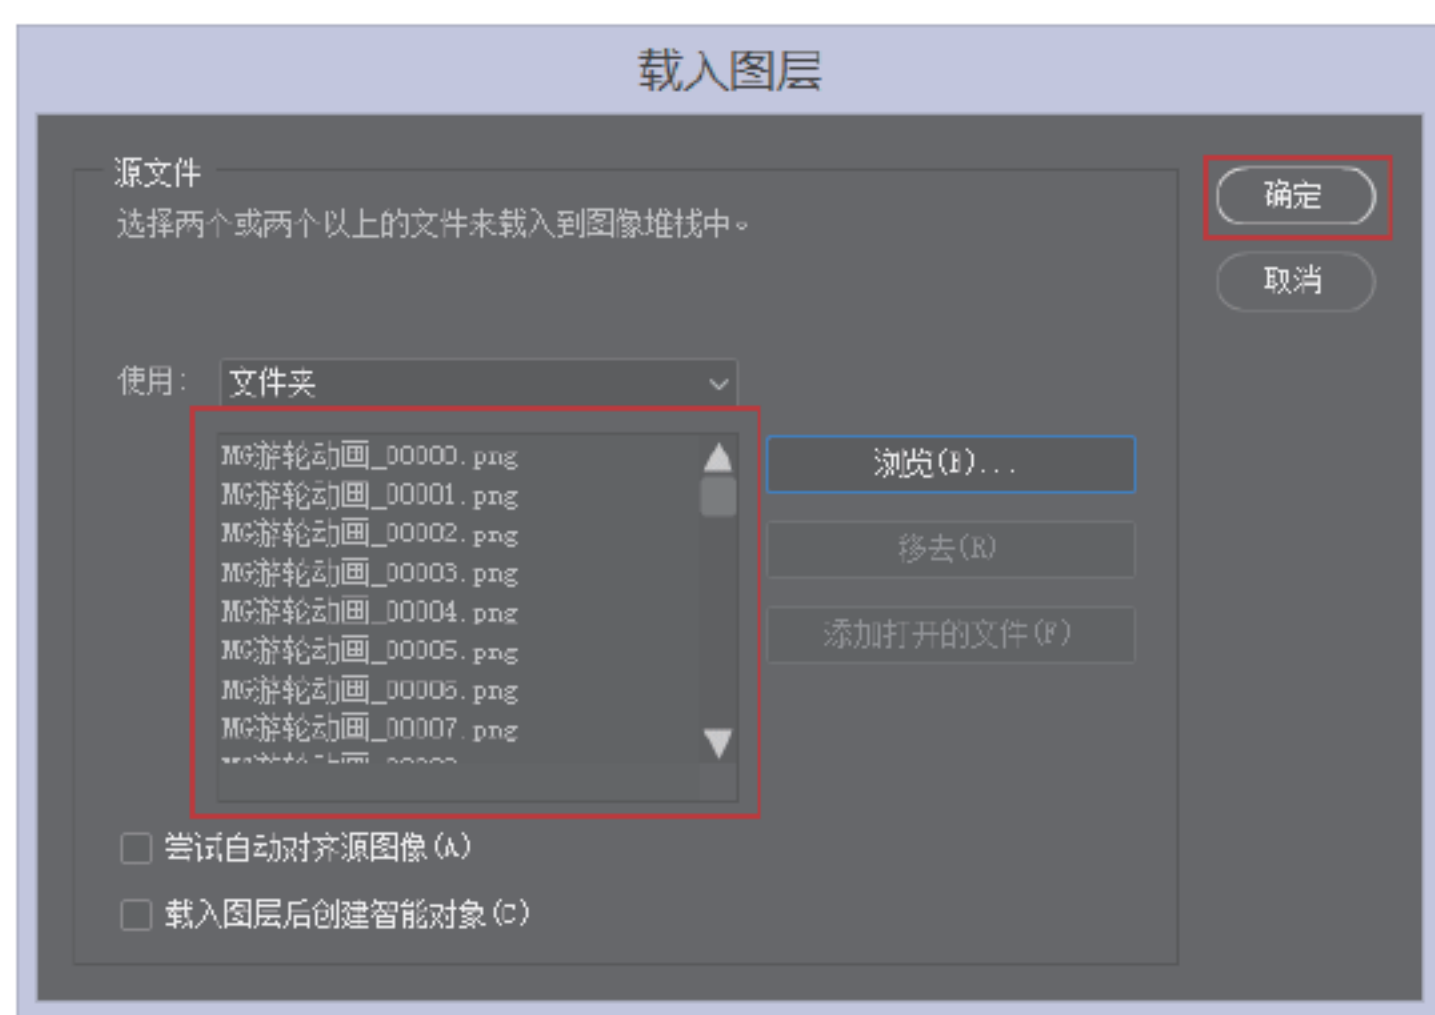 载入图层
源文件
选择两个或两个以上的文件来载入到图像堆栈中。
确定
取消
使用：
文件夹
MG游轮动画_00000.png
MG游轮动画_00001.png
MG游轮动画_00002.png
MG游轮动画_00003.png
MG游轮动画_00004.png
MG游轮动画_00005.png
MG游轮动画_00006.png
MG游轮动画_00007.png
浏览(B)...
移去(R)
添加打开的文件(F)
尝试自动对齐源图像(A)
载入图层后创建智能对象(C)